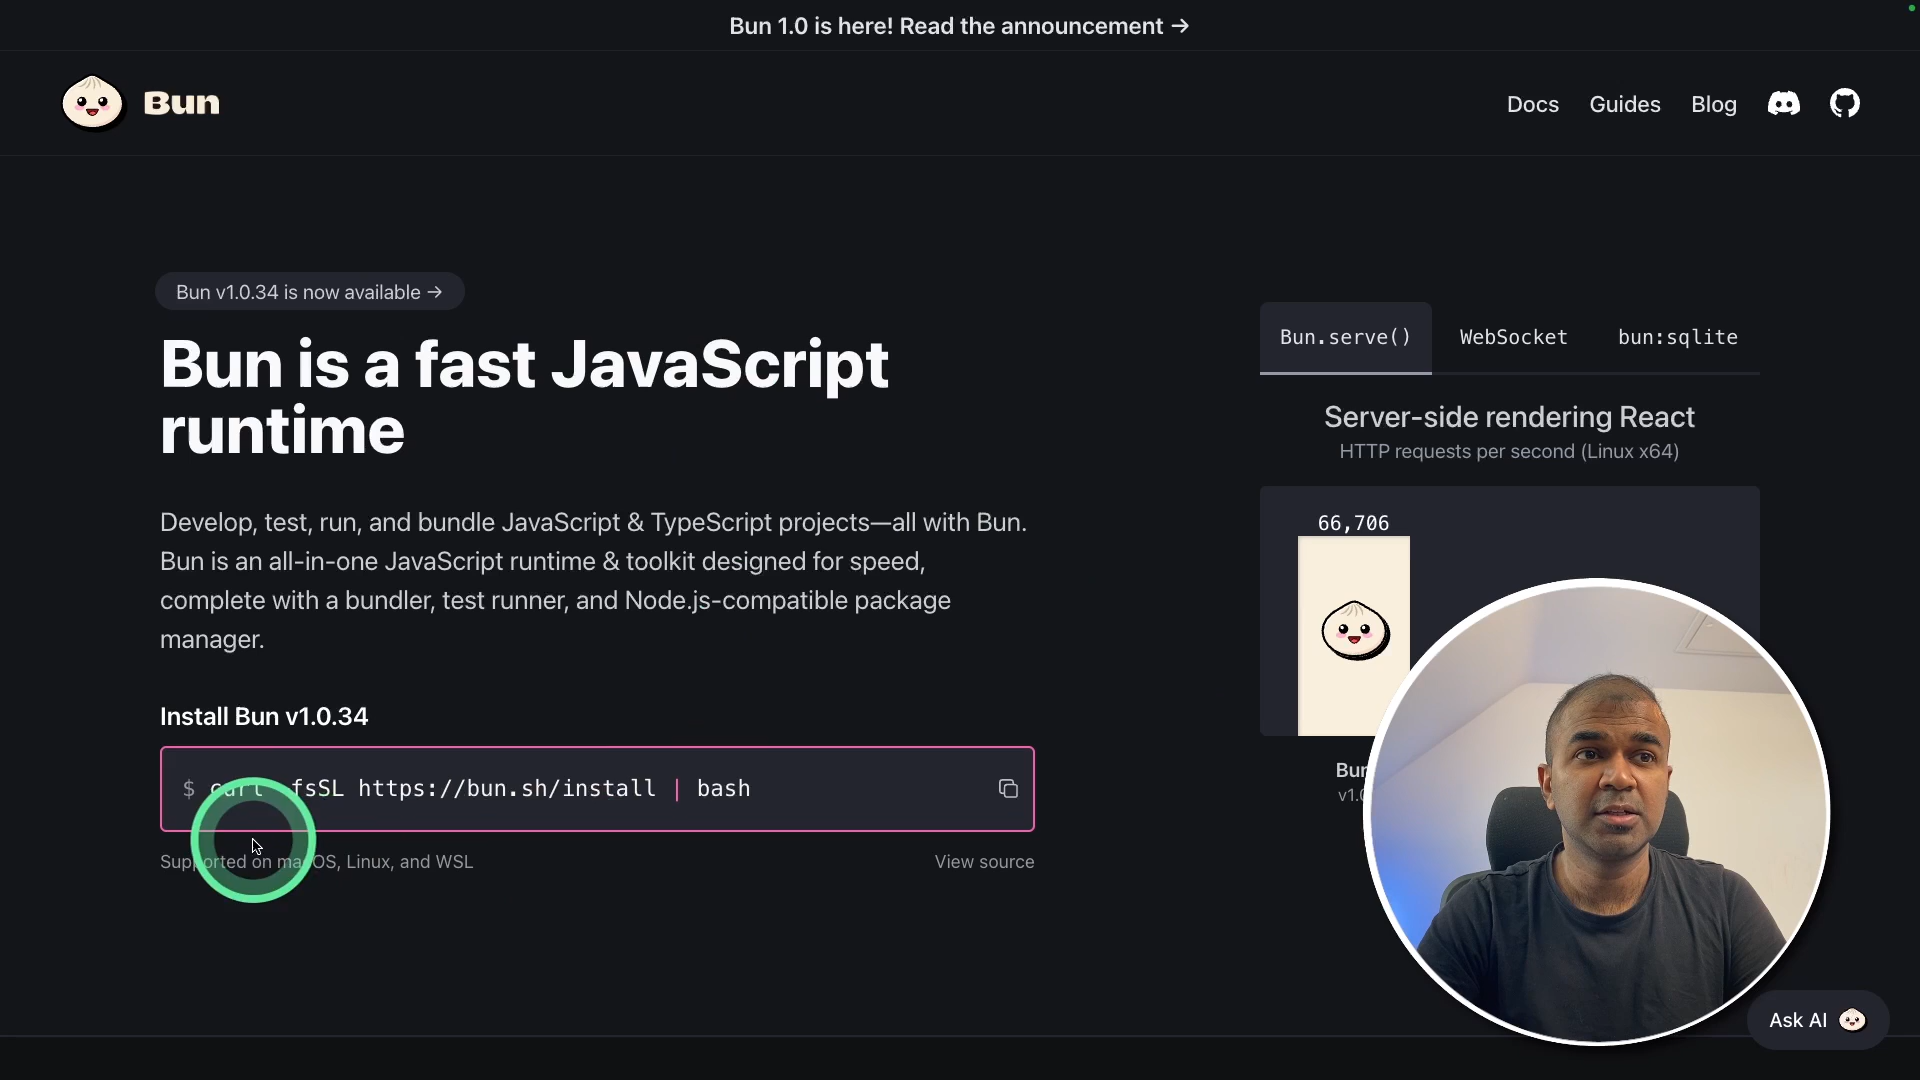 Bun 1.0 is here! Read the announcement →
Bun
Docs
Guides
Blog
Bun v1.0.34 is now available →
Bun is a fast JavaScript
runtime
Develop, test, run, and bundle JavaScript & TypeScript projects—all with Bun.
Bun is an all-in-one JavaScript runtime & toolkit designed for speed,
complete with a bundler, test runner, and Node.js-compatible package
manager.
Install Bun v1.0.34
$ curl -fsSL https://bun.sh/install | bash
Supported on macOS, Linux, and WSL
View source
Bun.serve()
WebSocket
bun:sqlite
Server-side rendering React
HTTP requests per second (Linux x64)
66,706
Bun
Ask AI